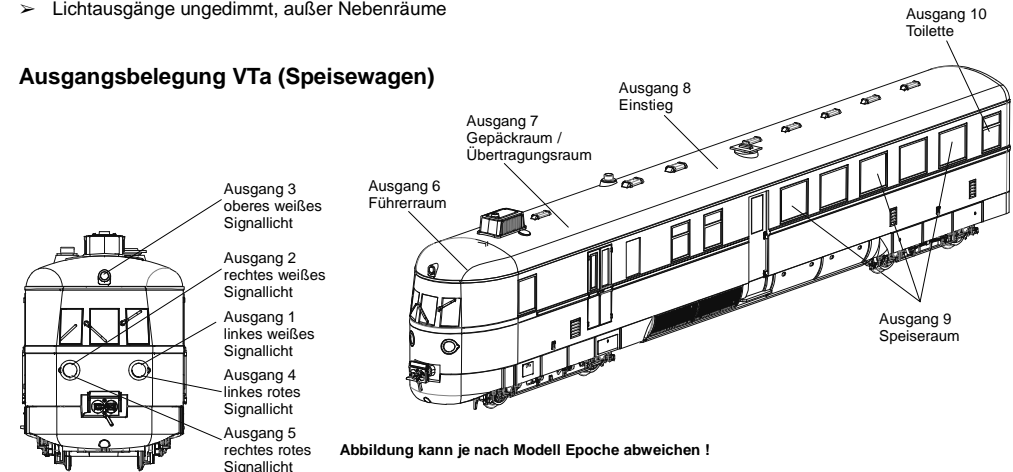 ➢ Lichtausgänge ungedimmt, außer Nebenräume
Ausgangsbelegung VTa (Speisewagen)
Ausgang 3
oberes weißes
Signallicht
Ausgang 2
rechtes weißes
Signallicht
Ausgang 1
linkes weißes
Signallicht
Ausgang 4
linkes rotes
Signallicht
Ausgang 5
rechtes rotes
Signallicht
Ausgang 6
Führerraum
Ausgang 7
Gepäckraum /
Übertragungsraum
Ausgang 8
Einstieg
Ausgang 10
Toilette
Ausgang 9
Speiseraum
Abbildung kann je nach Modell Epoche abweichen !